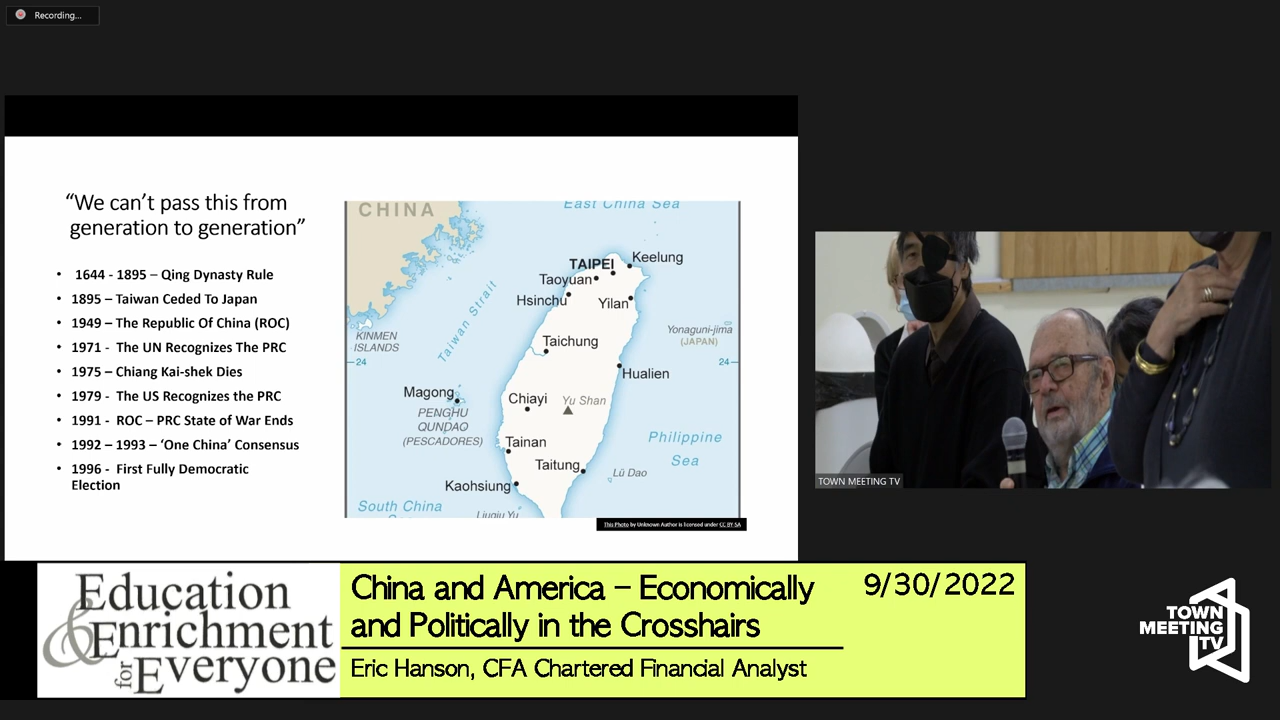 Recording...
“We can’t pass this from
generation to generation”
• 1644 - 1895 – Qing Dynasty Rule
• 1895 – Taiwan Ceded To Japan
• 1949 – The Republic Of China (ROC)
• 1971 - The UN Recognizes The PRC
• 1975 – Chiang Kai-shek Dies
• 1979 - The US Recognizes the PRC
• 1991 - ROC – PRC State of War Ends
• 1992 – 1993 – ‘One China’ Consensus
• 1996 - First Fully Democratic
Election
CHINA
East China Sea
TAIPEI
Keelung
Taoyuan
Hsinchu
Yilan
Taiwan Strait
KINMEN
ISLANDS
Yonaguni-jima
(JAPAN)
Taichung
24
24
Hualien
Magong
PENGHU
QUNDAO
(PESCADORES)
Chiayi
Yu Shan
Tainan
Philippine
Sea
Taitung
Lü Dao
Kaohsiung
South China
Liuqiu Yu
This Photo by Unknown Author is licensed under CC BY-SA
TOWN MEETING TV
Education
& Enrichment
for Everyone
China and America – Economically
and Politically in the Crosshairs
9/30/2022
Eric Hanson, CFA Chartered Financial Analyst
TOWN
MEETING
TV